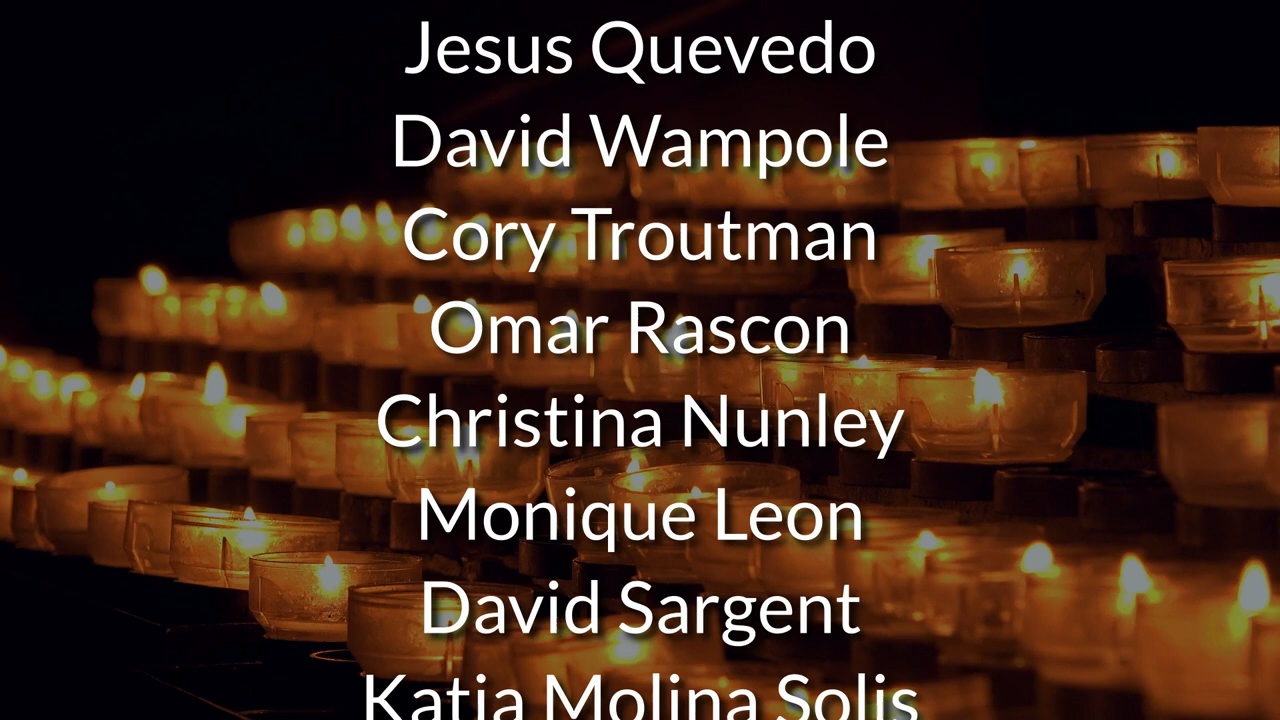 Jesus Quevedo
David Wampole
Cory Troutman
Omar Rascon
Christina Nunley
Monique Leon
David Sargent
Katia Molina Solis